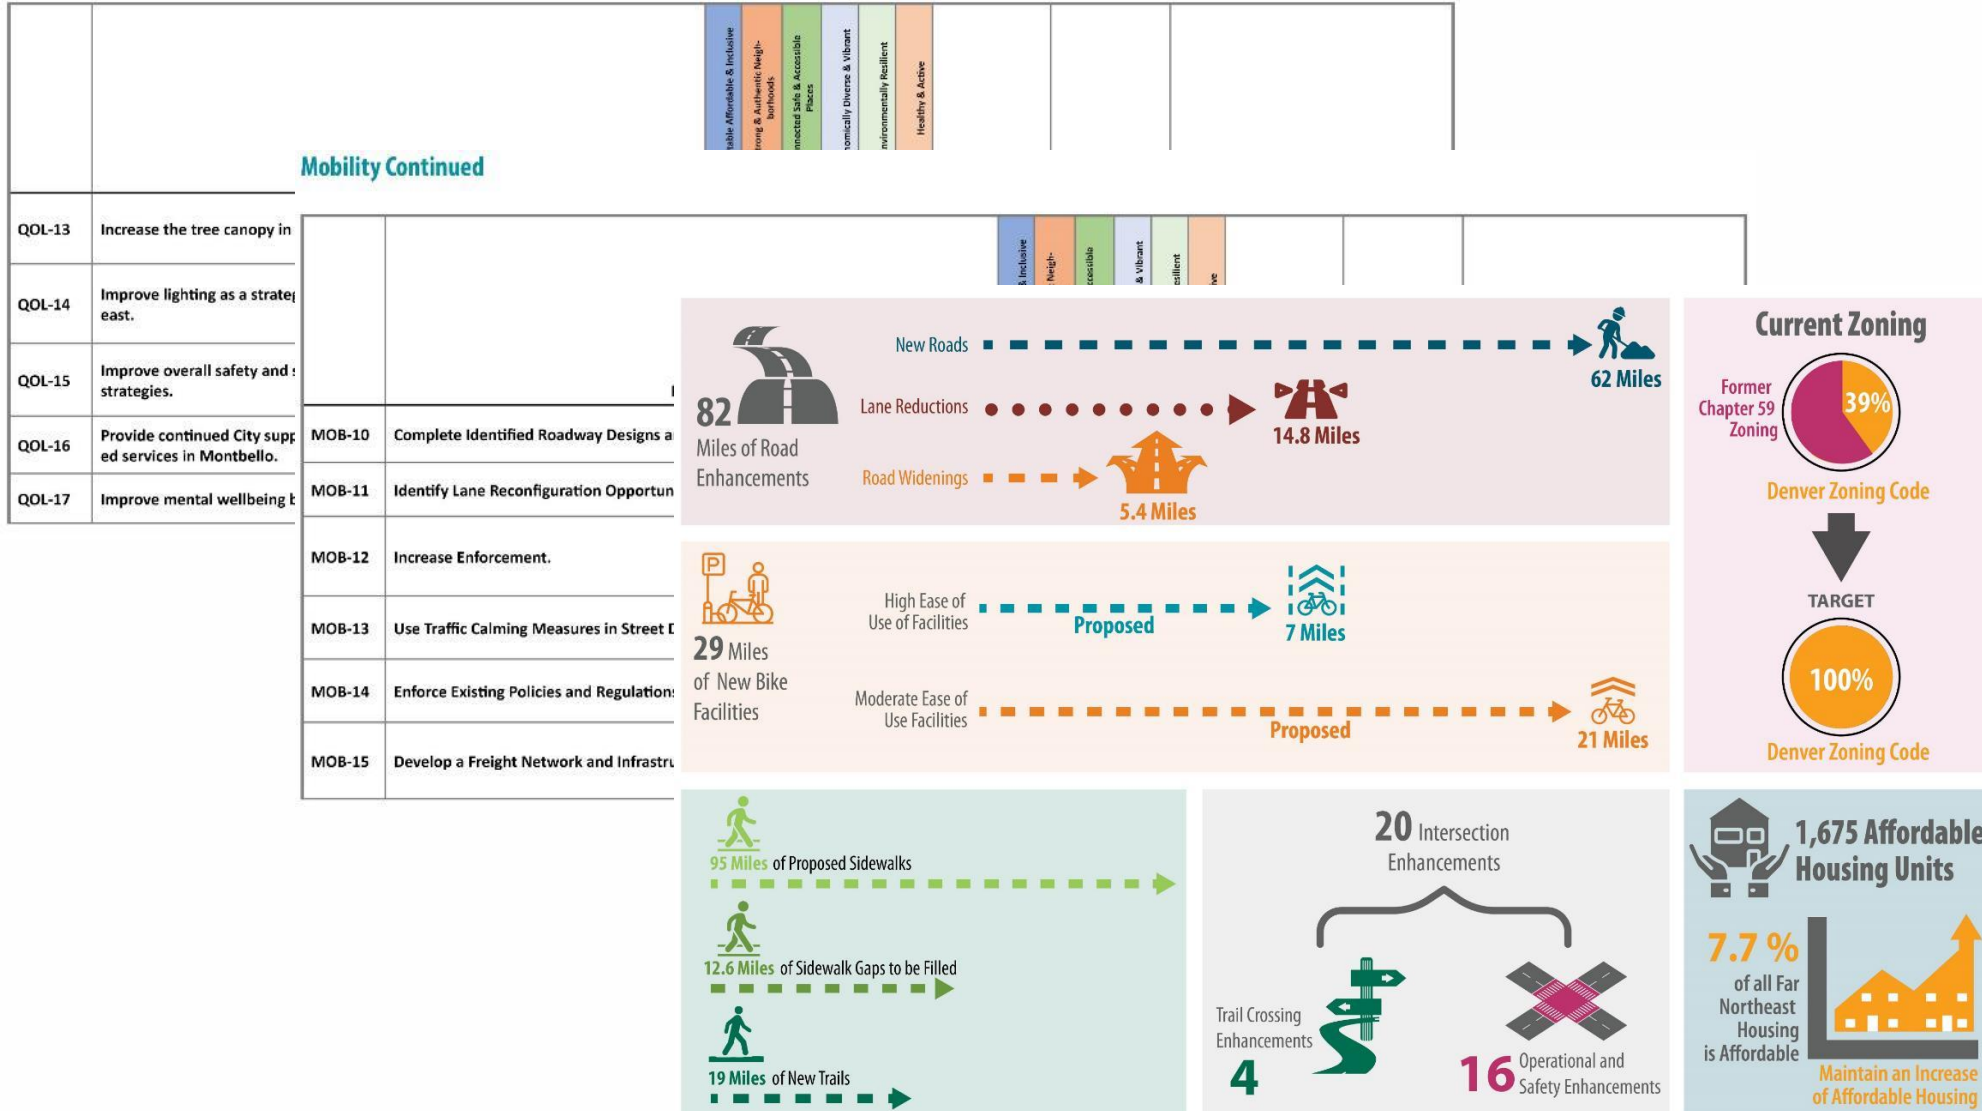 table Affordable & Inclusive
trong & Authentic Neigh-
borhoods
nnected Safe & Accessible
Places
nomically Diverse & Vibrant
nvironmentally Resilient
Healthy & Active
QOL-13
Increase the tree canopy in
QOL-14
Improve lighting as a strate
east.
QOL-15
Improve overall safety and
strategies.
QOL-16
Provide continued City supp
ed services in Montbello.
QOL-17
Improve mental wellbeing b
Mobility Continued
& Inclusive
Neigh-
ccessible
& Vibrant
esilient
ve
MOB-10
Complete Identified Roadway Designs a
MOB-11
Identify Lane Reconfiguration Opportun
MOB-12
Increase Enforcement.
MOB-13
Use Traffic Calming Measures in Street D
MOB-14
Enforce Existing Policies and Regulation
MOB-15
Develop a Freight Network and Infrastru
82
Miles of Road
Enhancements
New Roads
62 Miles
Lane Reductions
14.8 Miles
Road Widenings
5.4 Miles
P
29 Miles
of New Bike
Facilities
High Ease of
Use of Facilities
Proposed
7 Miles
Moderate Ease of
Use Facilities
Proposed
21 Miles
95 Miles of Proposed Sidewalks
12.6 Miles of Sidewalk Gaps to be Filled
19 Miles of New Trails
20 Intersection
Enhancements
Trail Crossing
Enhancements
4
16 Operational and
Safety Enhancements
Current Zoning
Former
Chapter 59
Zoning
39%
Denver Zoning Code
TARGET
100%
Denver Zoning Code
1,675 Affordable
Housing Units
7.7 %
of all Far
Northeast
Housing
is Affordable
Maintain an Increase
of Affordable Housing